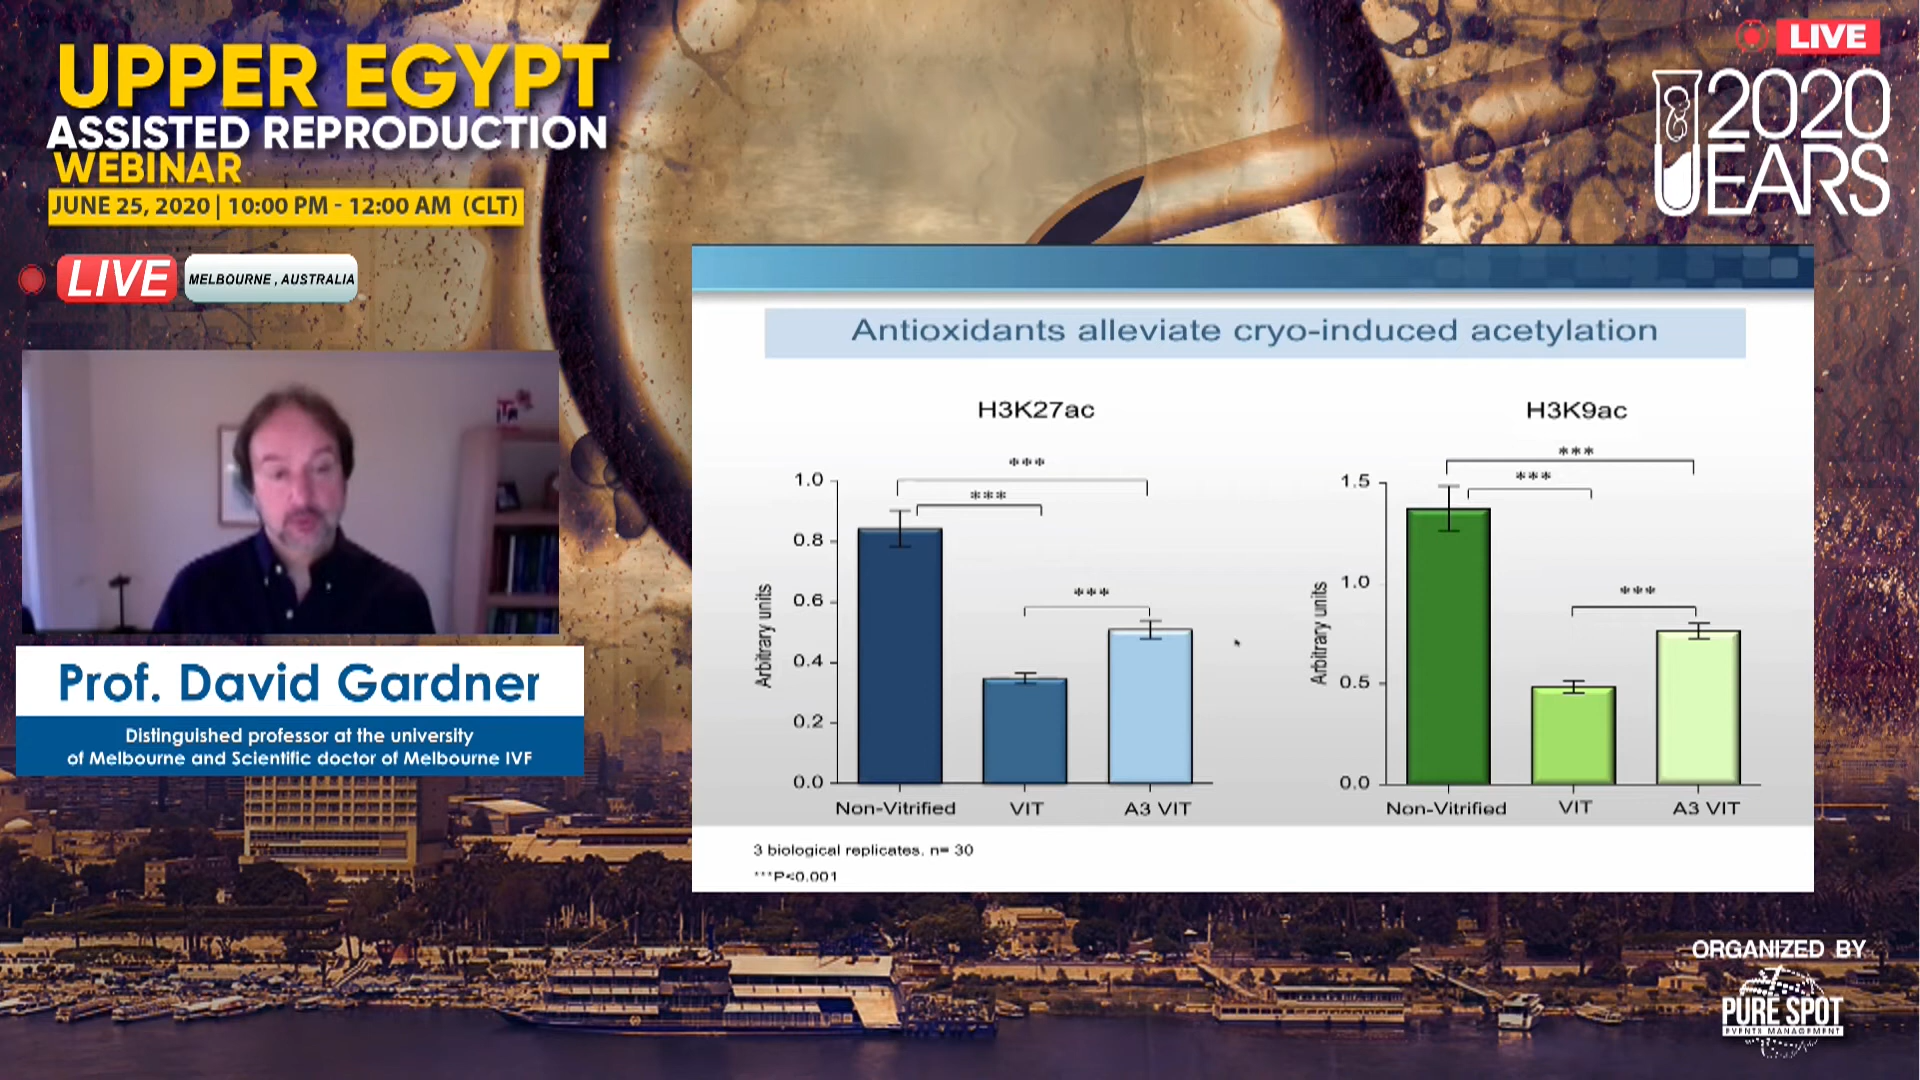 UPPER EGYPT
ASSISTED REPRODUCTION
WEBINAR
JUNE 25, 2020 | 10:00 PM - 12:00 AM (CLT)
LIVE
MELBOURNE , AUSTRALIA
Prof. David Gardner
Distinguished professor at the university
of Melbourne and Scientific doctor of Melbourne IVF
LIVE
2020
UEARS
Antioxidants alleviate cryo-induced acetylation
H3K27ac
***
***
***
1.0
0.8
0.6
0.4
0.2
0.0
Arbitrary units
Non-Vitrified VIT A3 VIT
H3K9ac
***
***
***
1.5
1.0
0.5
0.0
Arbitrary units
Non-Vitrified VIT A3 VIT
3 biological replicates. n= 30
***P<0.001
ORGANIZED BY
PURE SPOT
EVENTS MANAGEMENT